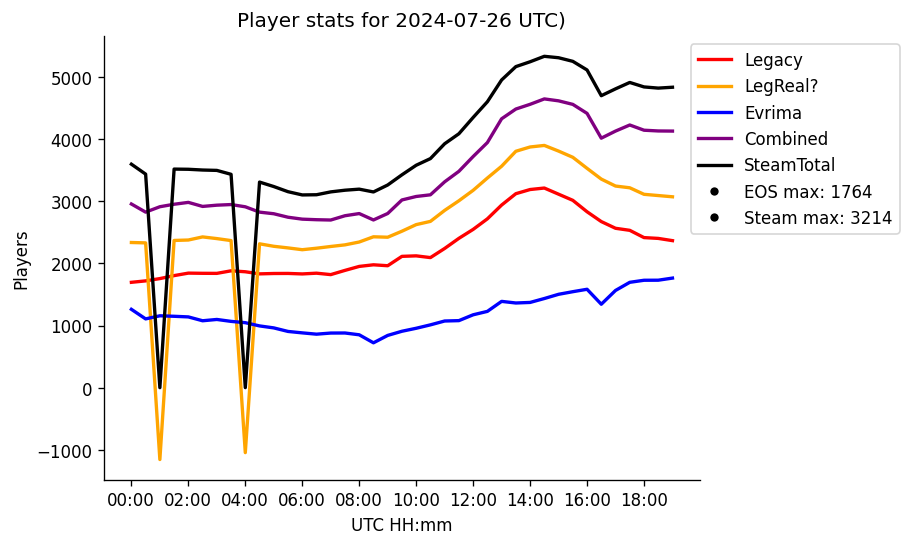 Player stats for 2024-07-26 UTC)
Legacy
LegReal?
Evrima
Combined
SteamTotal
EOS max: 1764
Steam max: 3214
Players
5000
4000
3000
2000
1000
0
−1000
00:00 02:00 04:00 06:00 08:00 10:00 12:00 14:00 16:00 18:00
UTC HH:mm